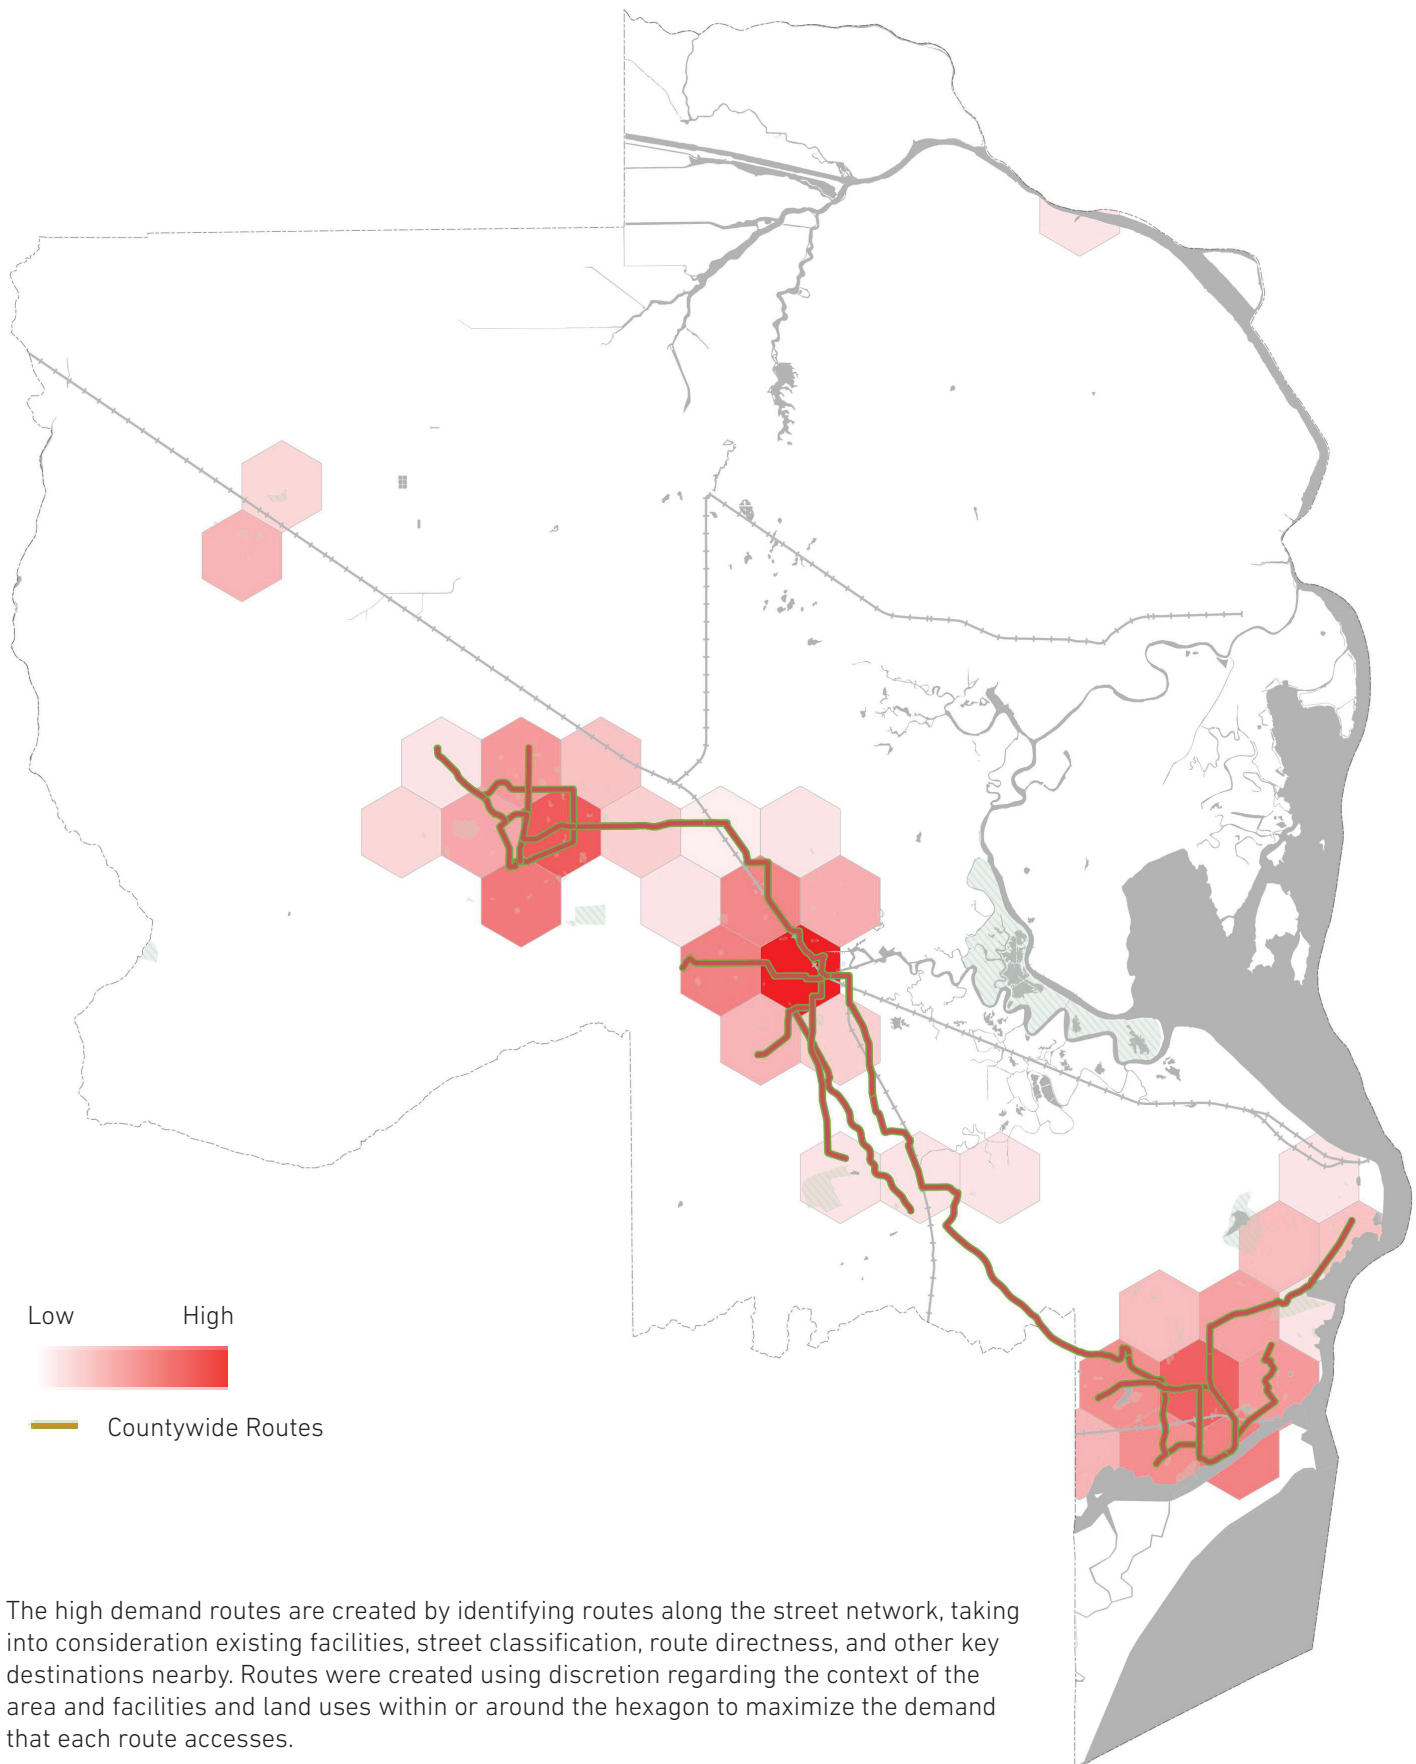 Low High
Countywide Routes
The high demand routes are created by identifying routes along the street network, taking
into consideration existing facilities, street classification, route directness, and other key
destinations nearby. Routes were created using discretion regarding the context of the
area and facilities and land uses within or around the hexagon to maximize the demand
that each route accesses.